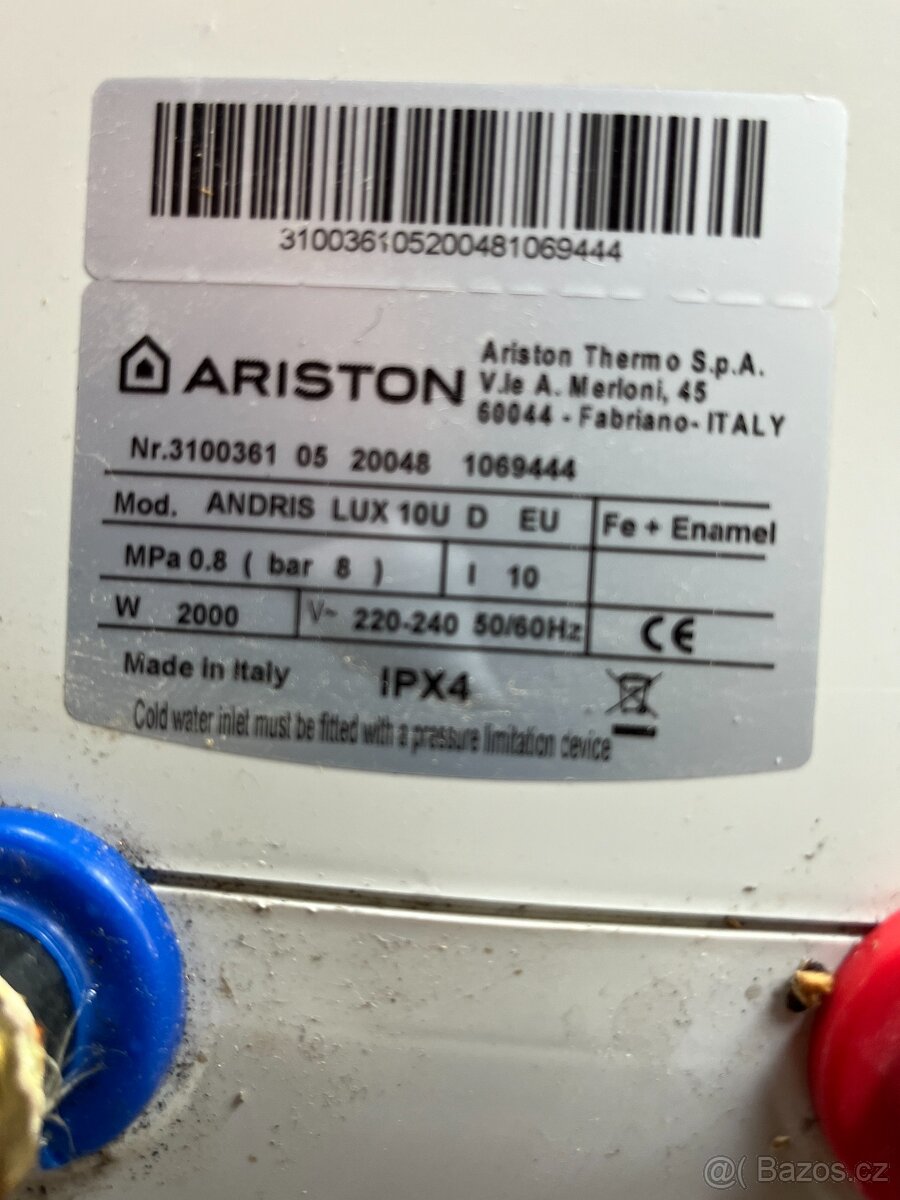 310036105200481069444
ARISTON
Ariston Thermo S.p.A.
V.le A. Merloni, 45
60044 - Fabriano- ITALY
Nr.3100361 05 20048 1069444
Mod. ANDRIS LUX 10U D EU
Fe + Enamel
MPa 0.8 ( bar 8 ) l 10
W 2000 V~ 220-240 50/60Hz CE
Made in Italy IPX4
Cold water inlet must be fitted with a pressure limitation device
@( Bazos.cz